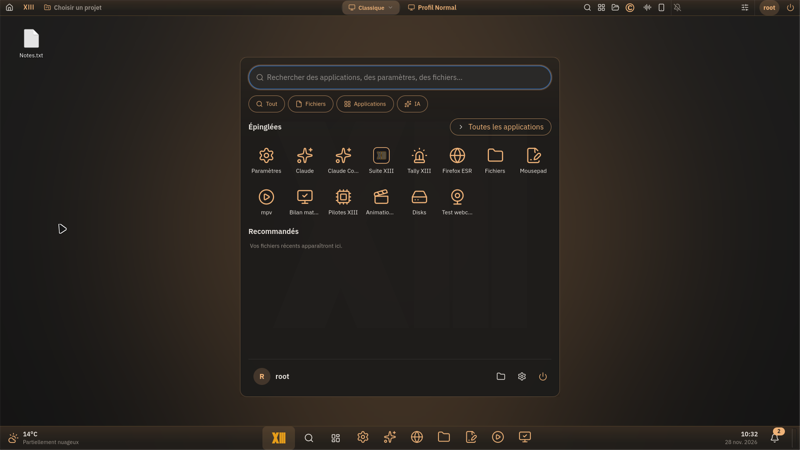 XIII
Choisir un projet
Classique
Profil Normal
root
Notes.txt
Rechercher des applications, des paramètres, des fichiers...
Tout
Fichiers
Applications
IA
Épinglées
Toutes les applications
Paramètres
Claude
Claude Co...
Suite XIII
Tally XIII
Firefox ESR
Fichiers
Mousepad
mpv
Bilan mat...
Pilotes XIII
Animatio...
Disks
Test webc...
Recommandés
Vos fichiers récents apparaîtront ici.
R
root
14°C
Partiellement nuageux
XIII
10:32
28 nov. 2026
2